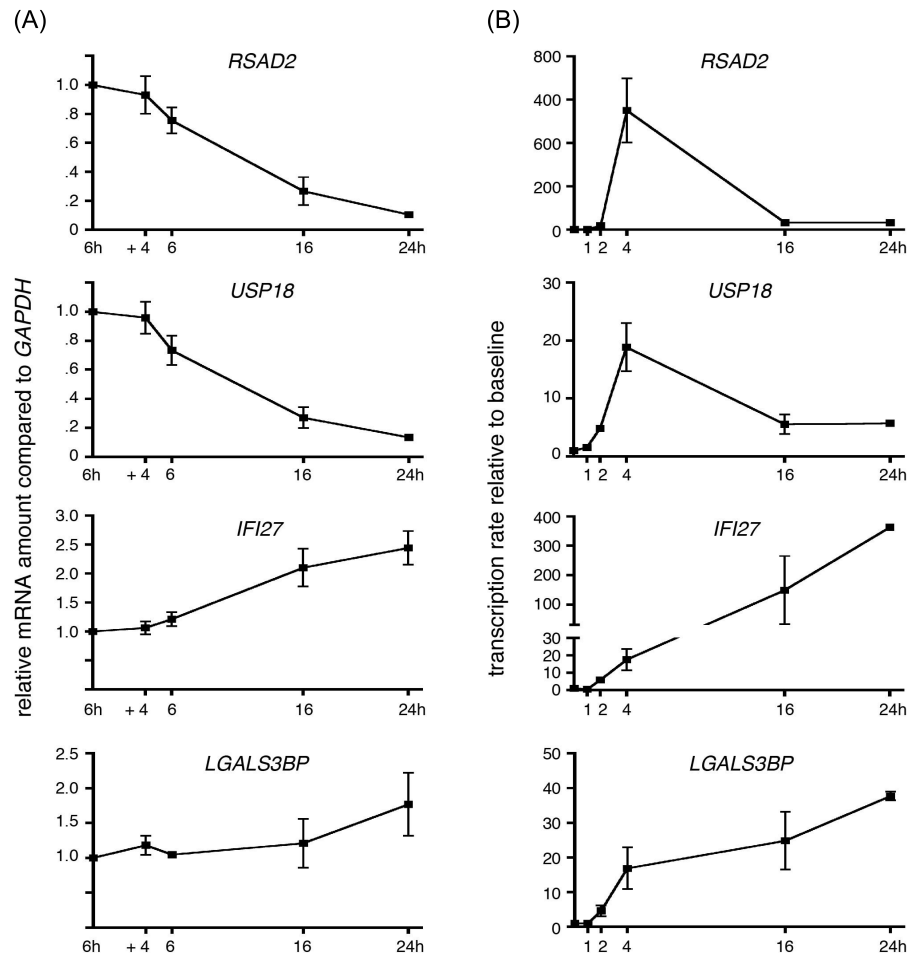 (A)
(B)
relative mRNA amount compared to GAPDH
transcription rate relative to baseline
RSAD2
1.0
.8
.6
.4
.2
0
6h + 4 6 16 24h
RSAD2
800
400
600
200
0
1 2 4 16 24h
USP18
1.0
.8
.6
.4
.2
0
6h + 4 6 16 24h
USP18
30
20
10
0
1 2 4 16 24h
IFI27
3.0
2.5
2.0
1.5
1.0
6h + 4 6 16 24h
IFI27
400
300
200
100
30
20
10
0
1 2 4 16 24h
LGALS3BP
2.5
2.0
1.5
1.0
6h + 4 6 16 24h
LGALS3BP
50
40
30
20
10
0
1 2 4 16 24h